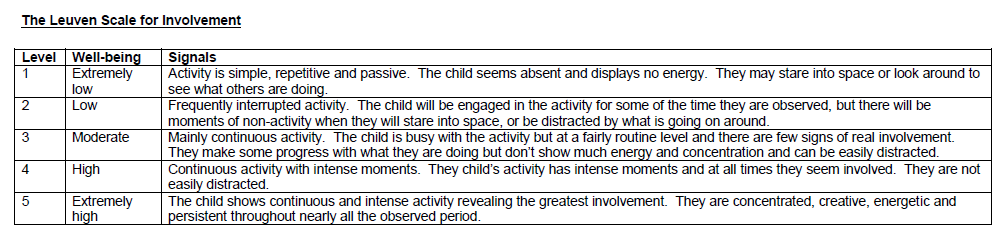 The Leuven Scale for Involvement
Level Well-being Signals
1 Extremely Activity is simple, repetitive and passive. The child seems absent and displays no energy. They may stare into space or look around to
low see what others are doing.
2 Low Frequently interrupted activity. The child will be engaged in the activity for some of the time they are observed, but there will be
moments of non-activity when they will stare into space, or be distracted by what is going on around.
3 Moderate Mainly continuous activity. The child is busy with the activity but at a fairly routine level and there are few signs of real involvement.
They make some progress with what they are doing but don't show much energy and concentration and can be easily distracted.
4 High Continuous activity with intense moments. They child's activity has intense moments and at all times they seem involved. They are not
easily distracted.
5 Extremely The child shows continuous and intense activity revealing the greatest involvement. They are concentrated, creative, energetic and
high persistent throughout nearly all the observed period.